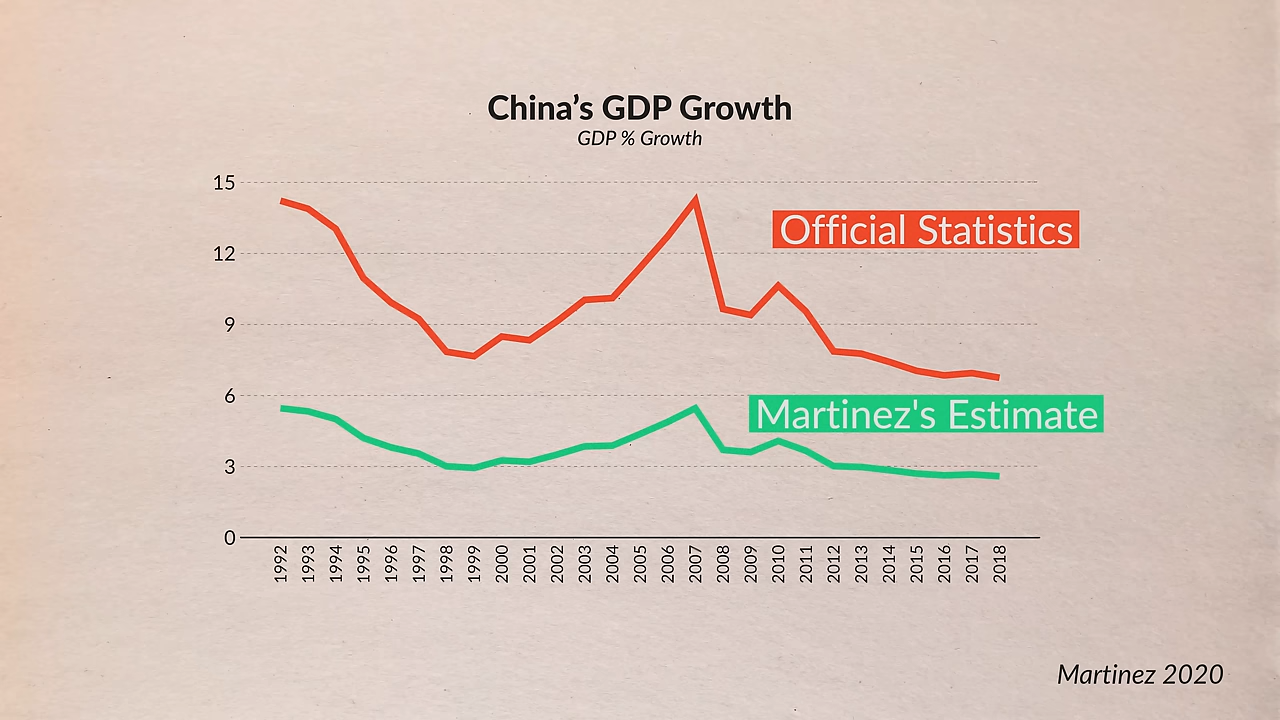 China’s GDP Growth
GDP % Growth
15
12
9
6
3
0
Official Statistics
Martinez's Estimate
1992 1993 1994 1995 1996 1997 1998 1999 2000 2001 2002 2003 2004 2005 2006 2007 2008 2009 2010 2011 2012 2013 2014 2015 2016 2017 2018
Martinez 2020